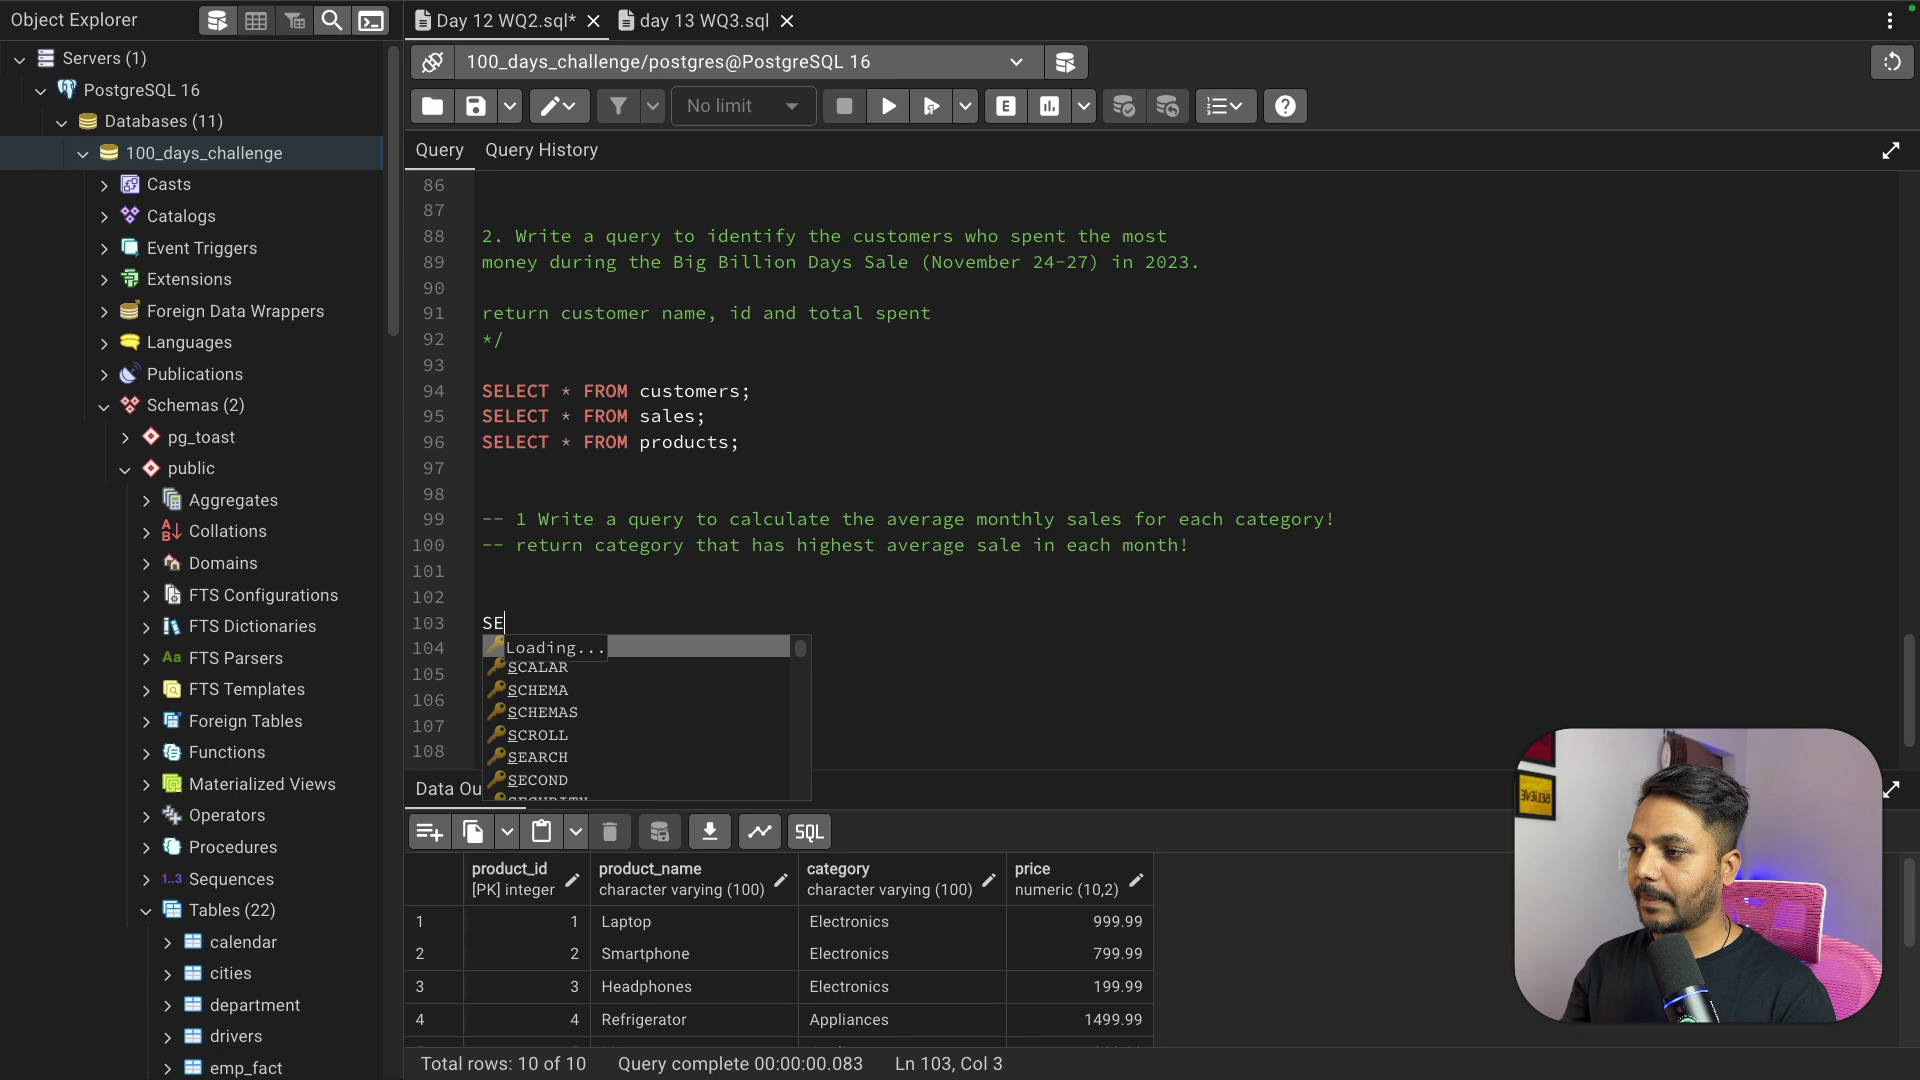 Object Explorer
Day 12 WQ2.sql*
day 13 WQ3.sql
Servers (1)
100_days_challenge/postgres@PostgreSQL 16
PostgreSQL 16
No limit
E
Databases (11)
100_days_challenge
Query
Query History
Casts
Catalogs
Event Triggers
Extensions
Foreign Data Wrappers
Languages
Publications
Schemas (2)
pg_toast
public
Aggregates
Collations
Domains
FTS Configurations
FTS Dictionaries
Aa FTS Parsers
FTS Templates
Foreign Tables
Functions
Materialized Views
Operators
Procedures
1..3 Sequences
Tables (22)
calendar
cities
department
drivers
emp_fact
86
87
88 2. Write a query to identify the customers who spent the most
89 money during the Big Billion Days Sale (November 24-27) in 2023.
90
91 return customer name, id and total spent
92 */
93
94 SELECT * FROM customers;
95 SELECT * FROM sales;
96 SELECT * FROM products;
97
98
99 -- 1 Write a query to calculate the average monthly sales for each category!
100 -- return category that has highest average sale in each month!
101
102
103 SE
104
105
106
107
108
Loading...
SCALAR
SCHEMA
SCHEMAS
SCROLL
SEARCH
SECOND
SECURITY
Data Ou
SQL
product_id product_name category price
[PK] integer character varying (100) character varying (100) numeric (10,2)
1 1 Laptop Electronics 999.99
2 2 Smartphone Electronics 799.99
3 3 Headphones Electronics 199.99
4 4 Refrigerator Appliances 1499.99
Total rows: 10 of 10 Query complete 00:00:00.083 Ln 103, Col 3
BELIEVE